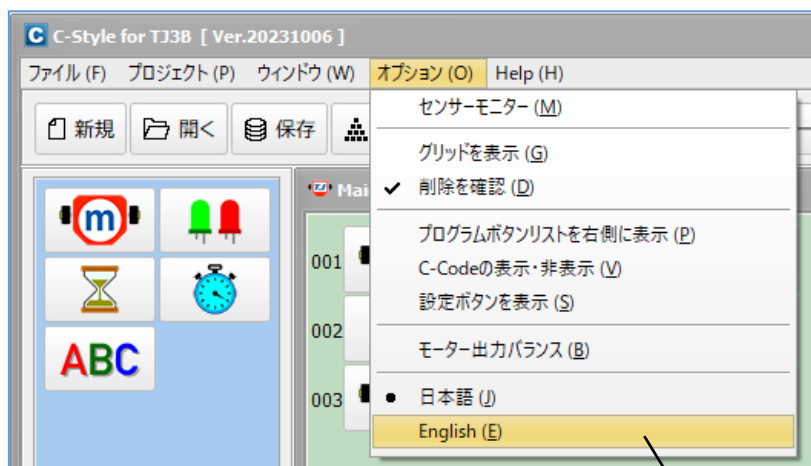 C-Style for TJ3B [ Ver.20231006 ]
ファイル (F) プロジェクト (P) ウィンドウ (W) オプション (O) Help (H)
新規 開く 保存
センサーモニター (M)
グリッドを表示 (G)
削除を確認 (D)
プログラムボタンリストを右側に表示 (P)
C-Codeの表示・非表示 (V)
設定ボタンを表示 (S)
モーター出力バランス (B)
日本語 (J)
English (E)
m
ABC
Mai
001
002
003